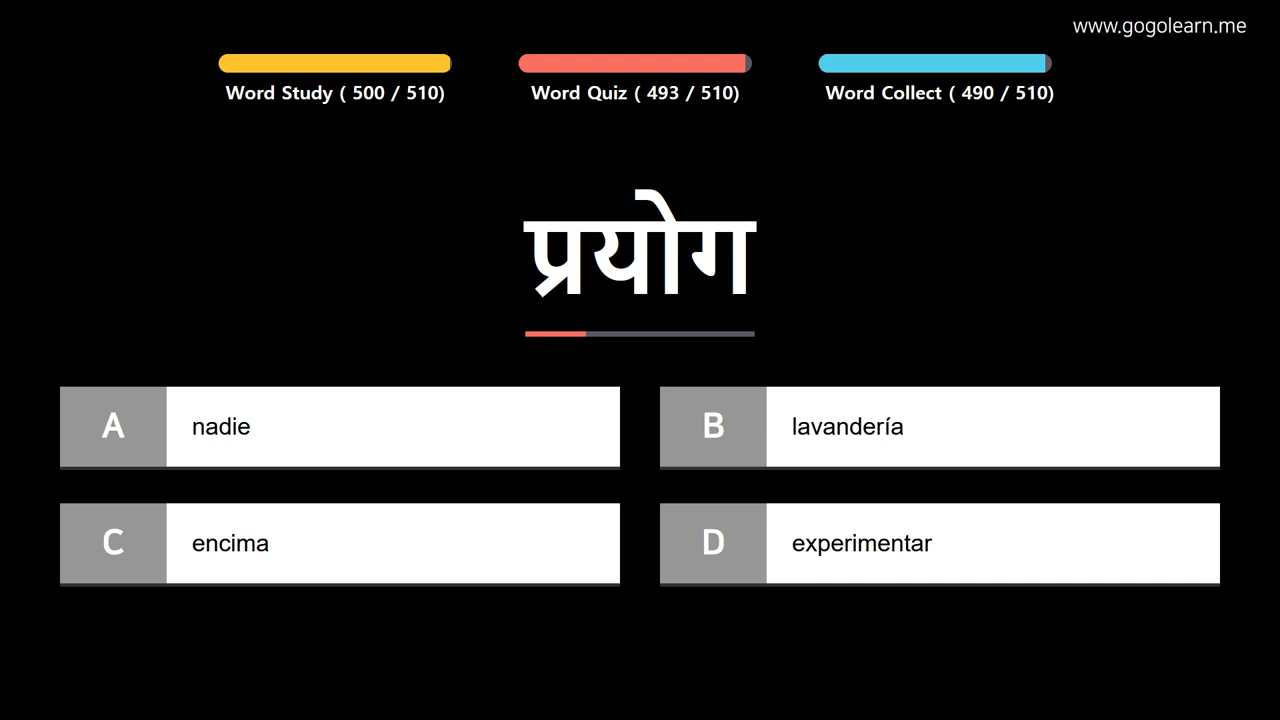 www.gogolearn.me
Word Study ( 500 / 510)
Word Quiz ( 493 / 510)
Word Collect ( 490 / 510)
प्रयोग
A nadie
B lavandería
C encima
D experimentar